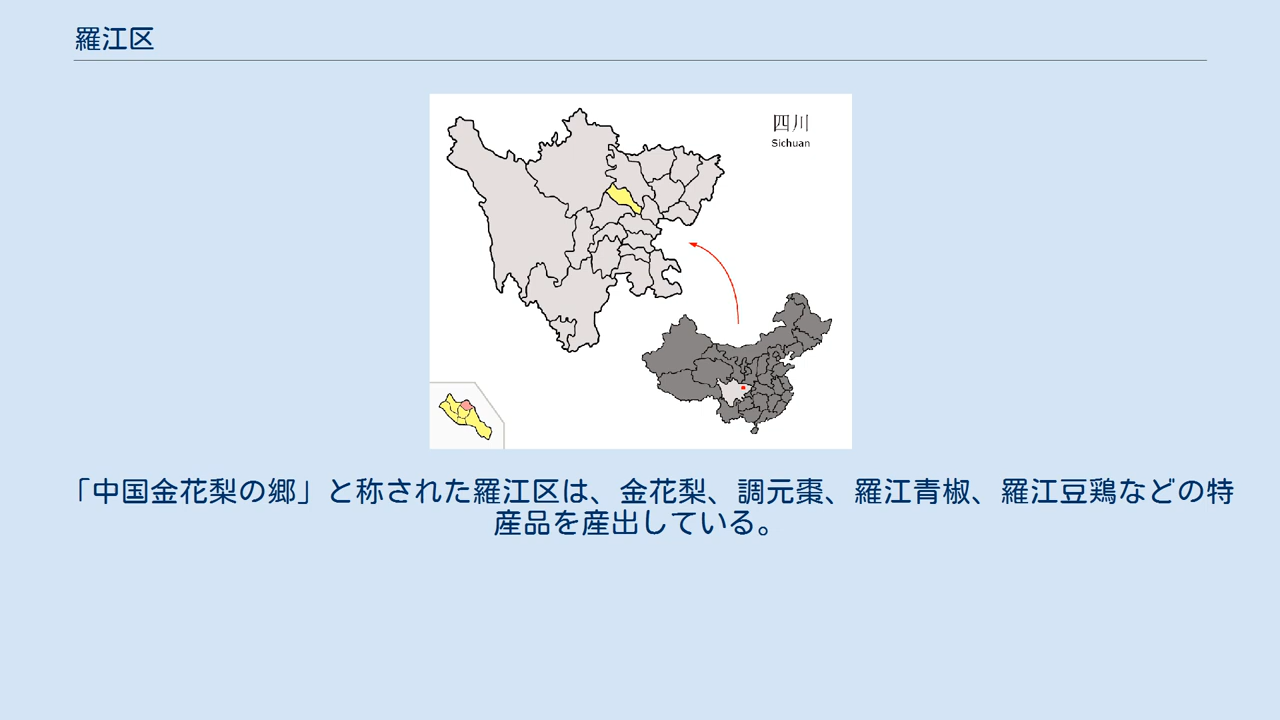 羅江区
四川
Sichuan
「中国金花梨の郷」と称された羅江区は、金花梨、調元棗、羅江青椒、羅江豆鶏などの特
産品を産出している。